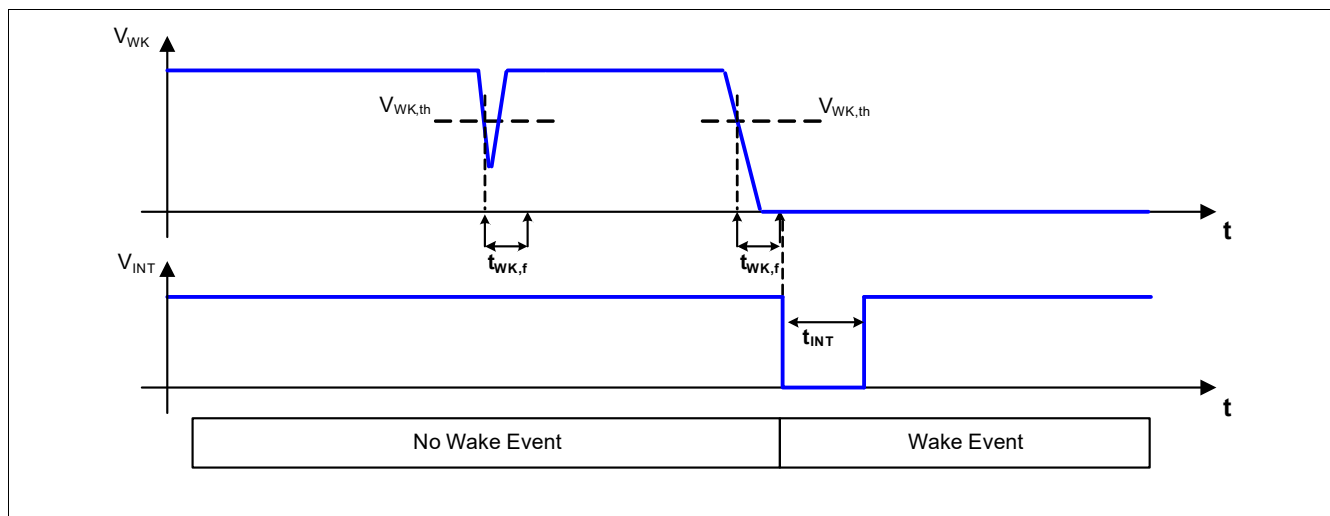 VWK
VWK,th
VWK,th
t
tWK,f
tWK,f
VINT
tINT
t
No Wake Event
Wake Event